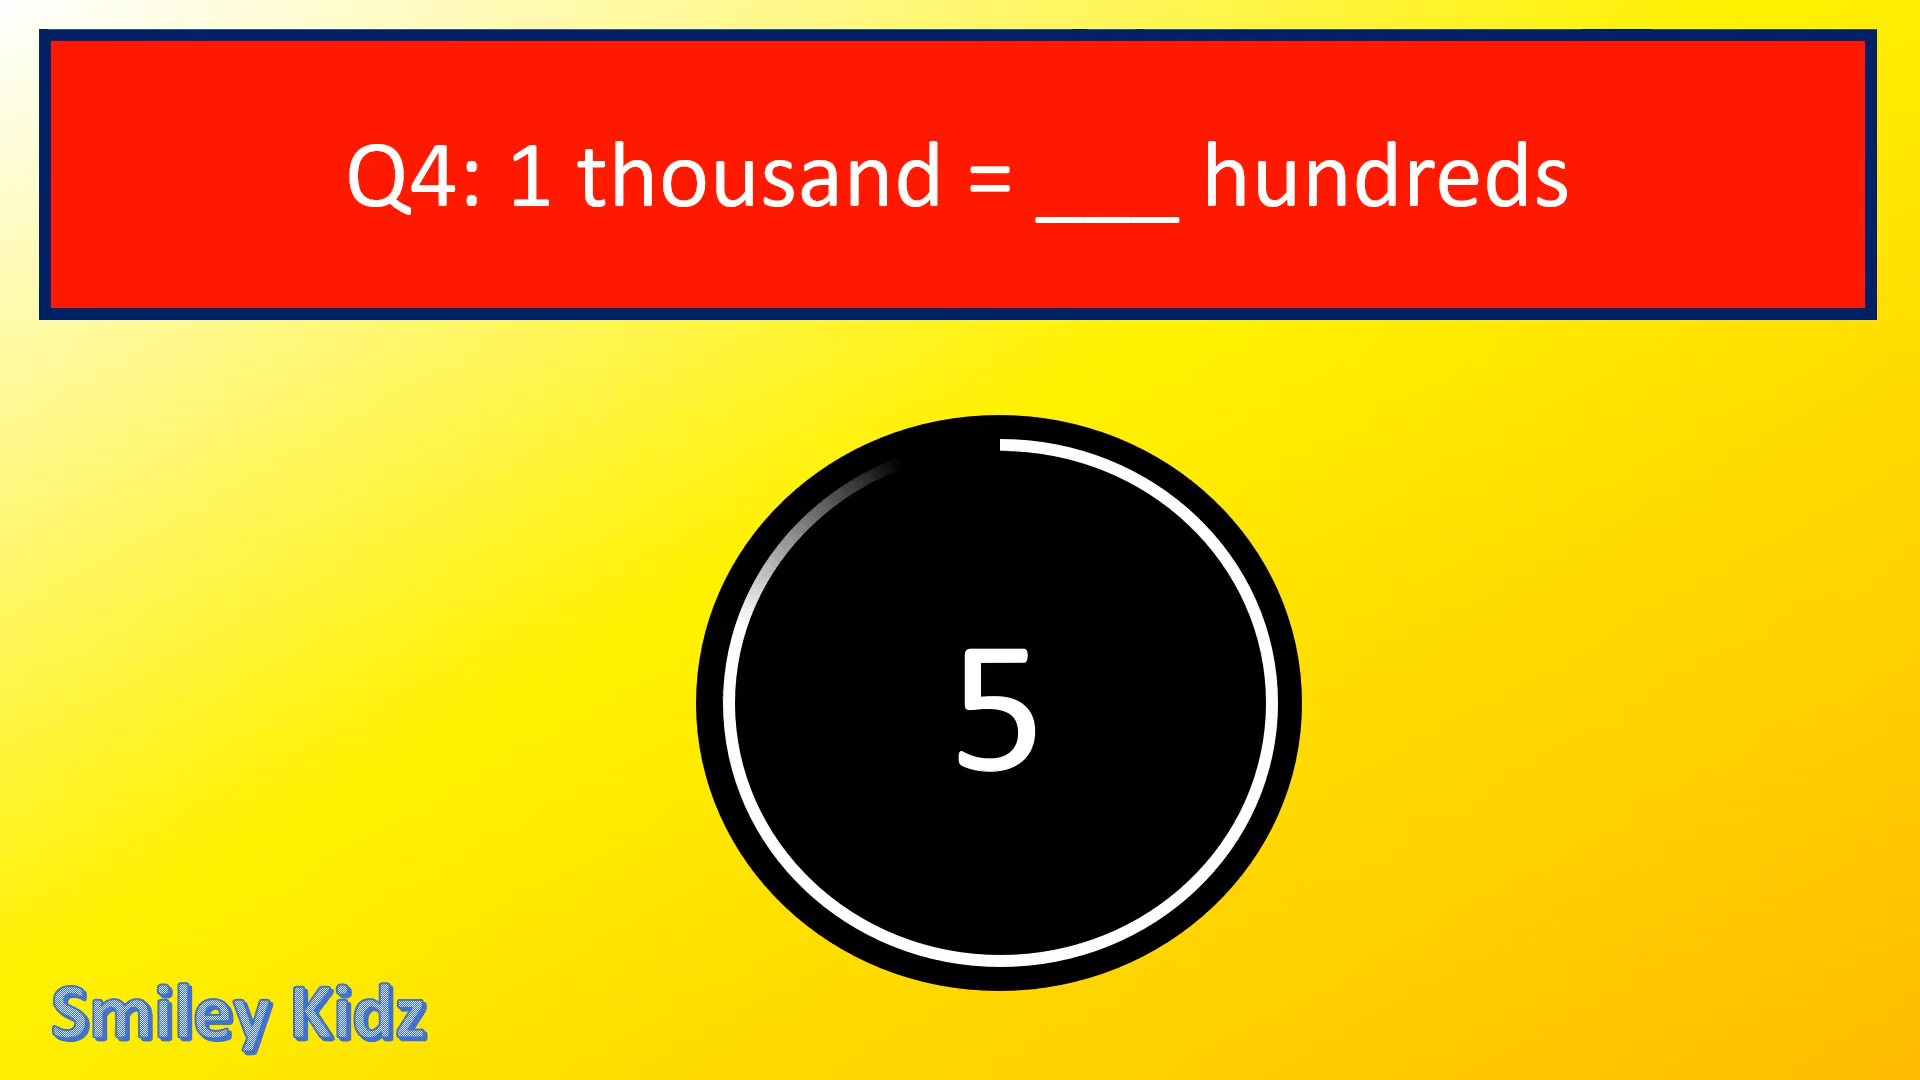 Q4: 1 thousand = ___ hundreds
5
Smiley Kidz